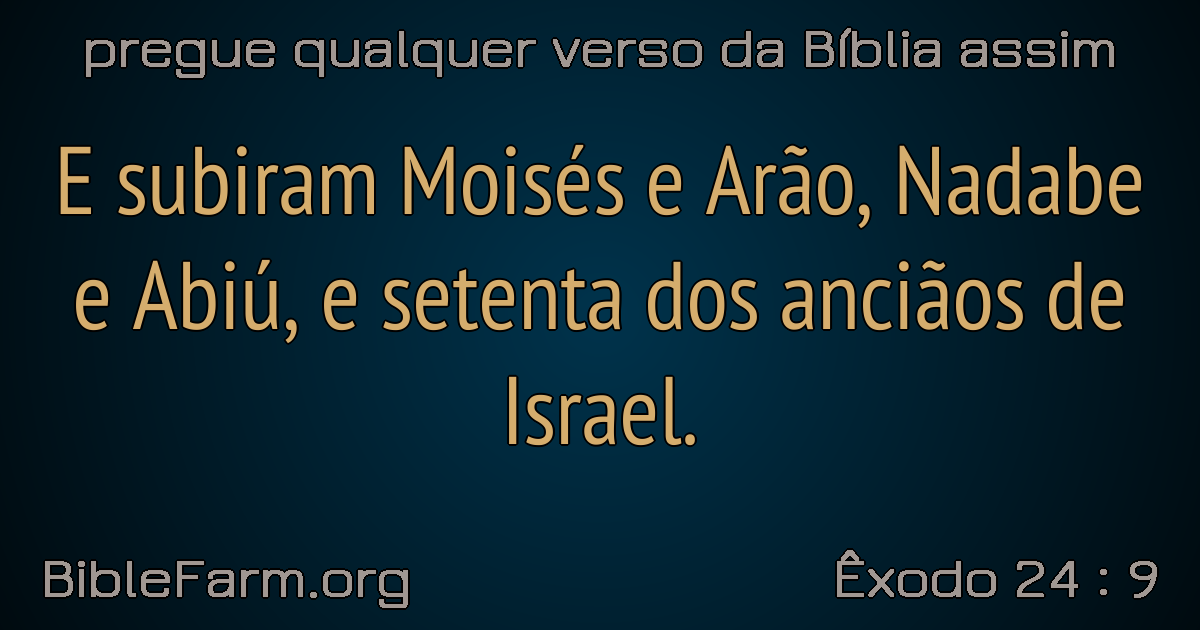 pregue qualquer verso da Bíblia assim
E subiram Moisés e Arão, Nadabe
e Abiú, e setenta dos anciãos de
Israel.
BibleFarm.org
Êxodo 24 : 9